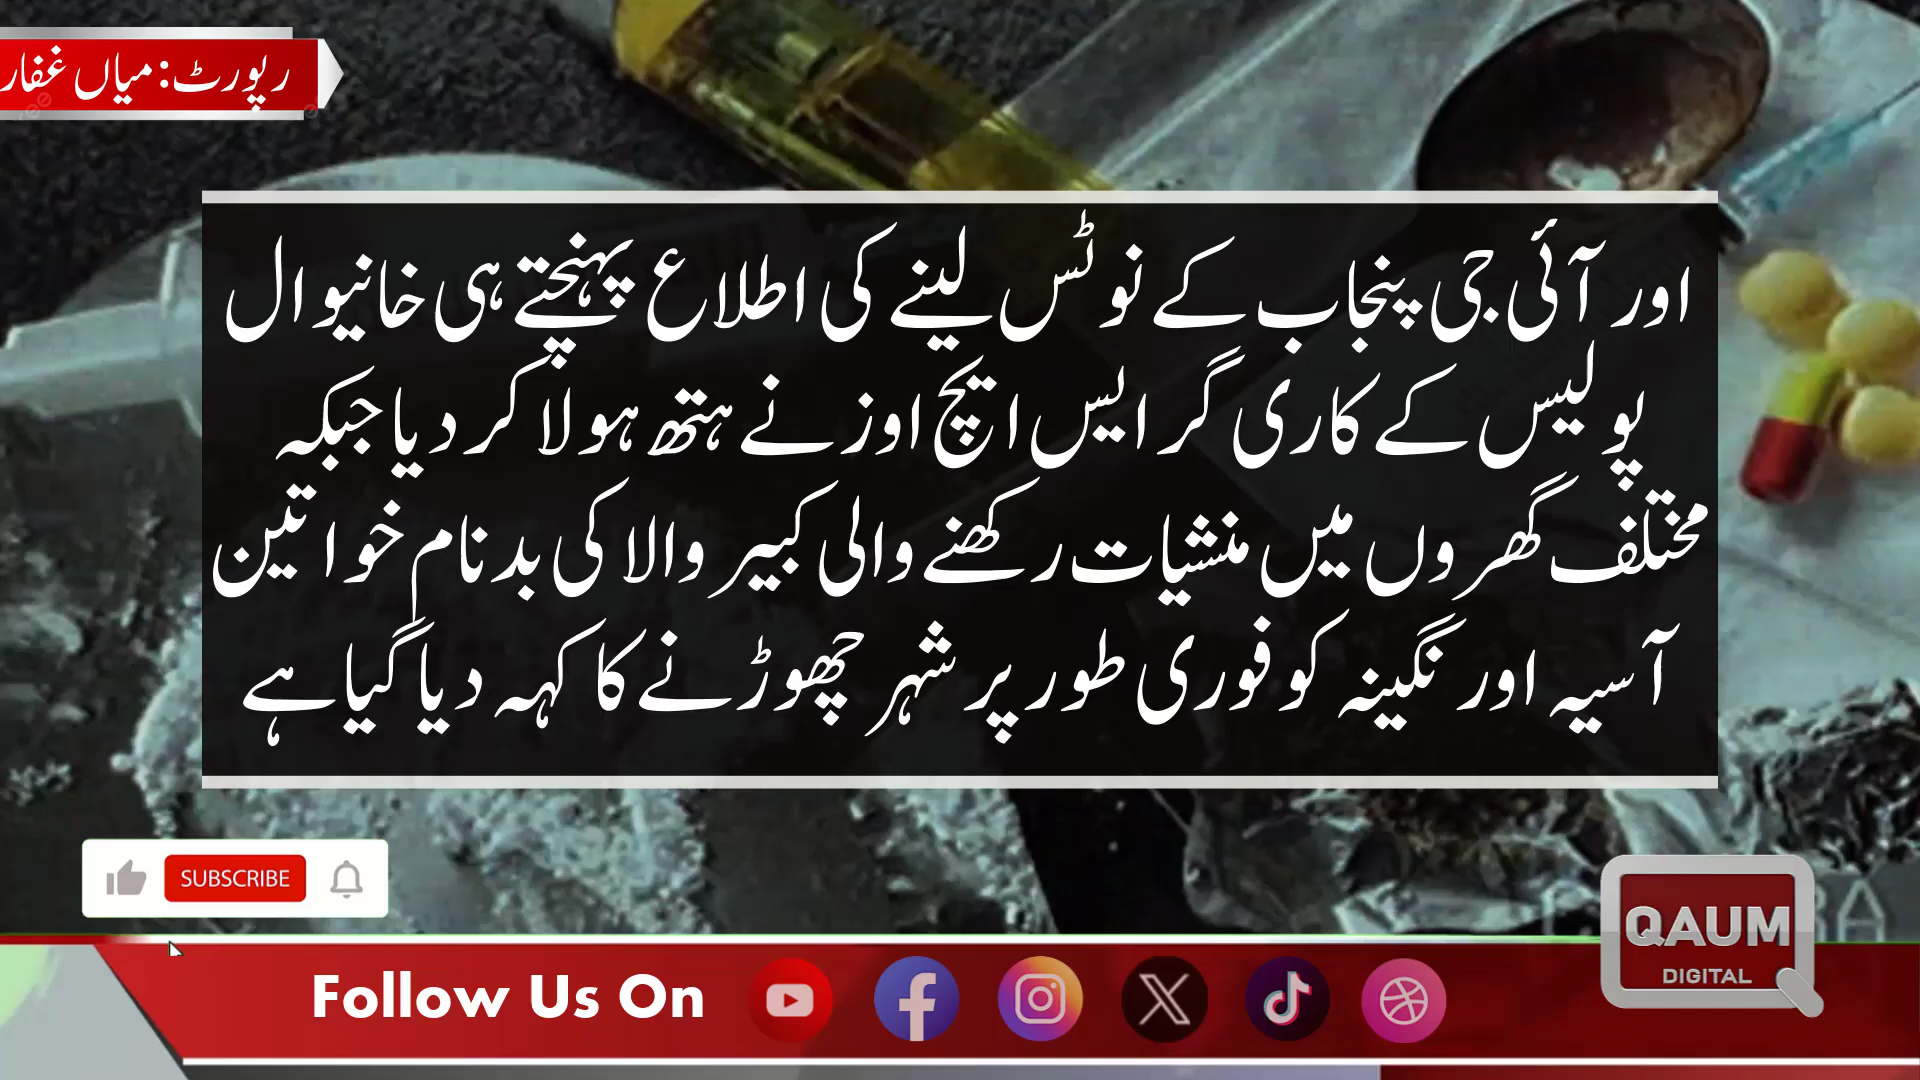 رپورٹ: میاں غفار
اور آئی جی پنجاب کے نوٹس لینے کی اطلاع پہنچتے ہی خانیوال
پولیس کے کاری گر ایس ایچ اوز نے ہتھ ہولا کر دیا جبکہ
مختلف گھروں میں منشیات رکھنے والی کبیر والا کی بدنام خواتین
آسیہ اور نگینہ کو فوری طور پر شہر چھوڑنے کا کہہ دیا گیا ہے
SUBSCRIBE
QAUM
DIGITAL
Follow Us On